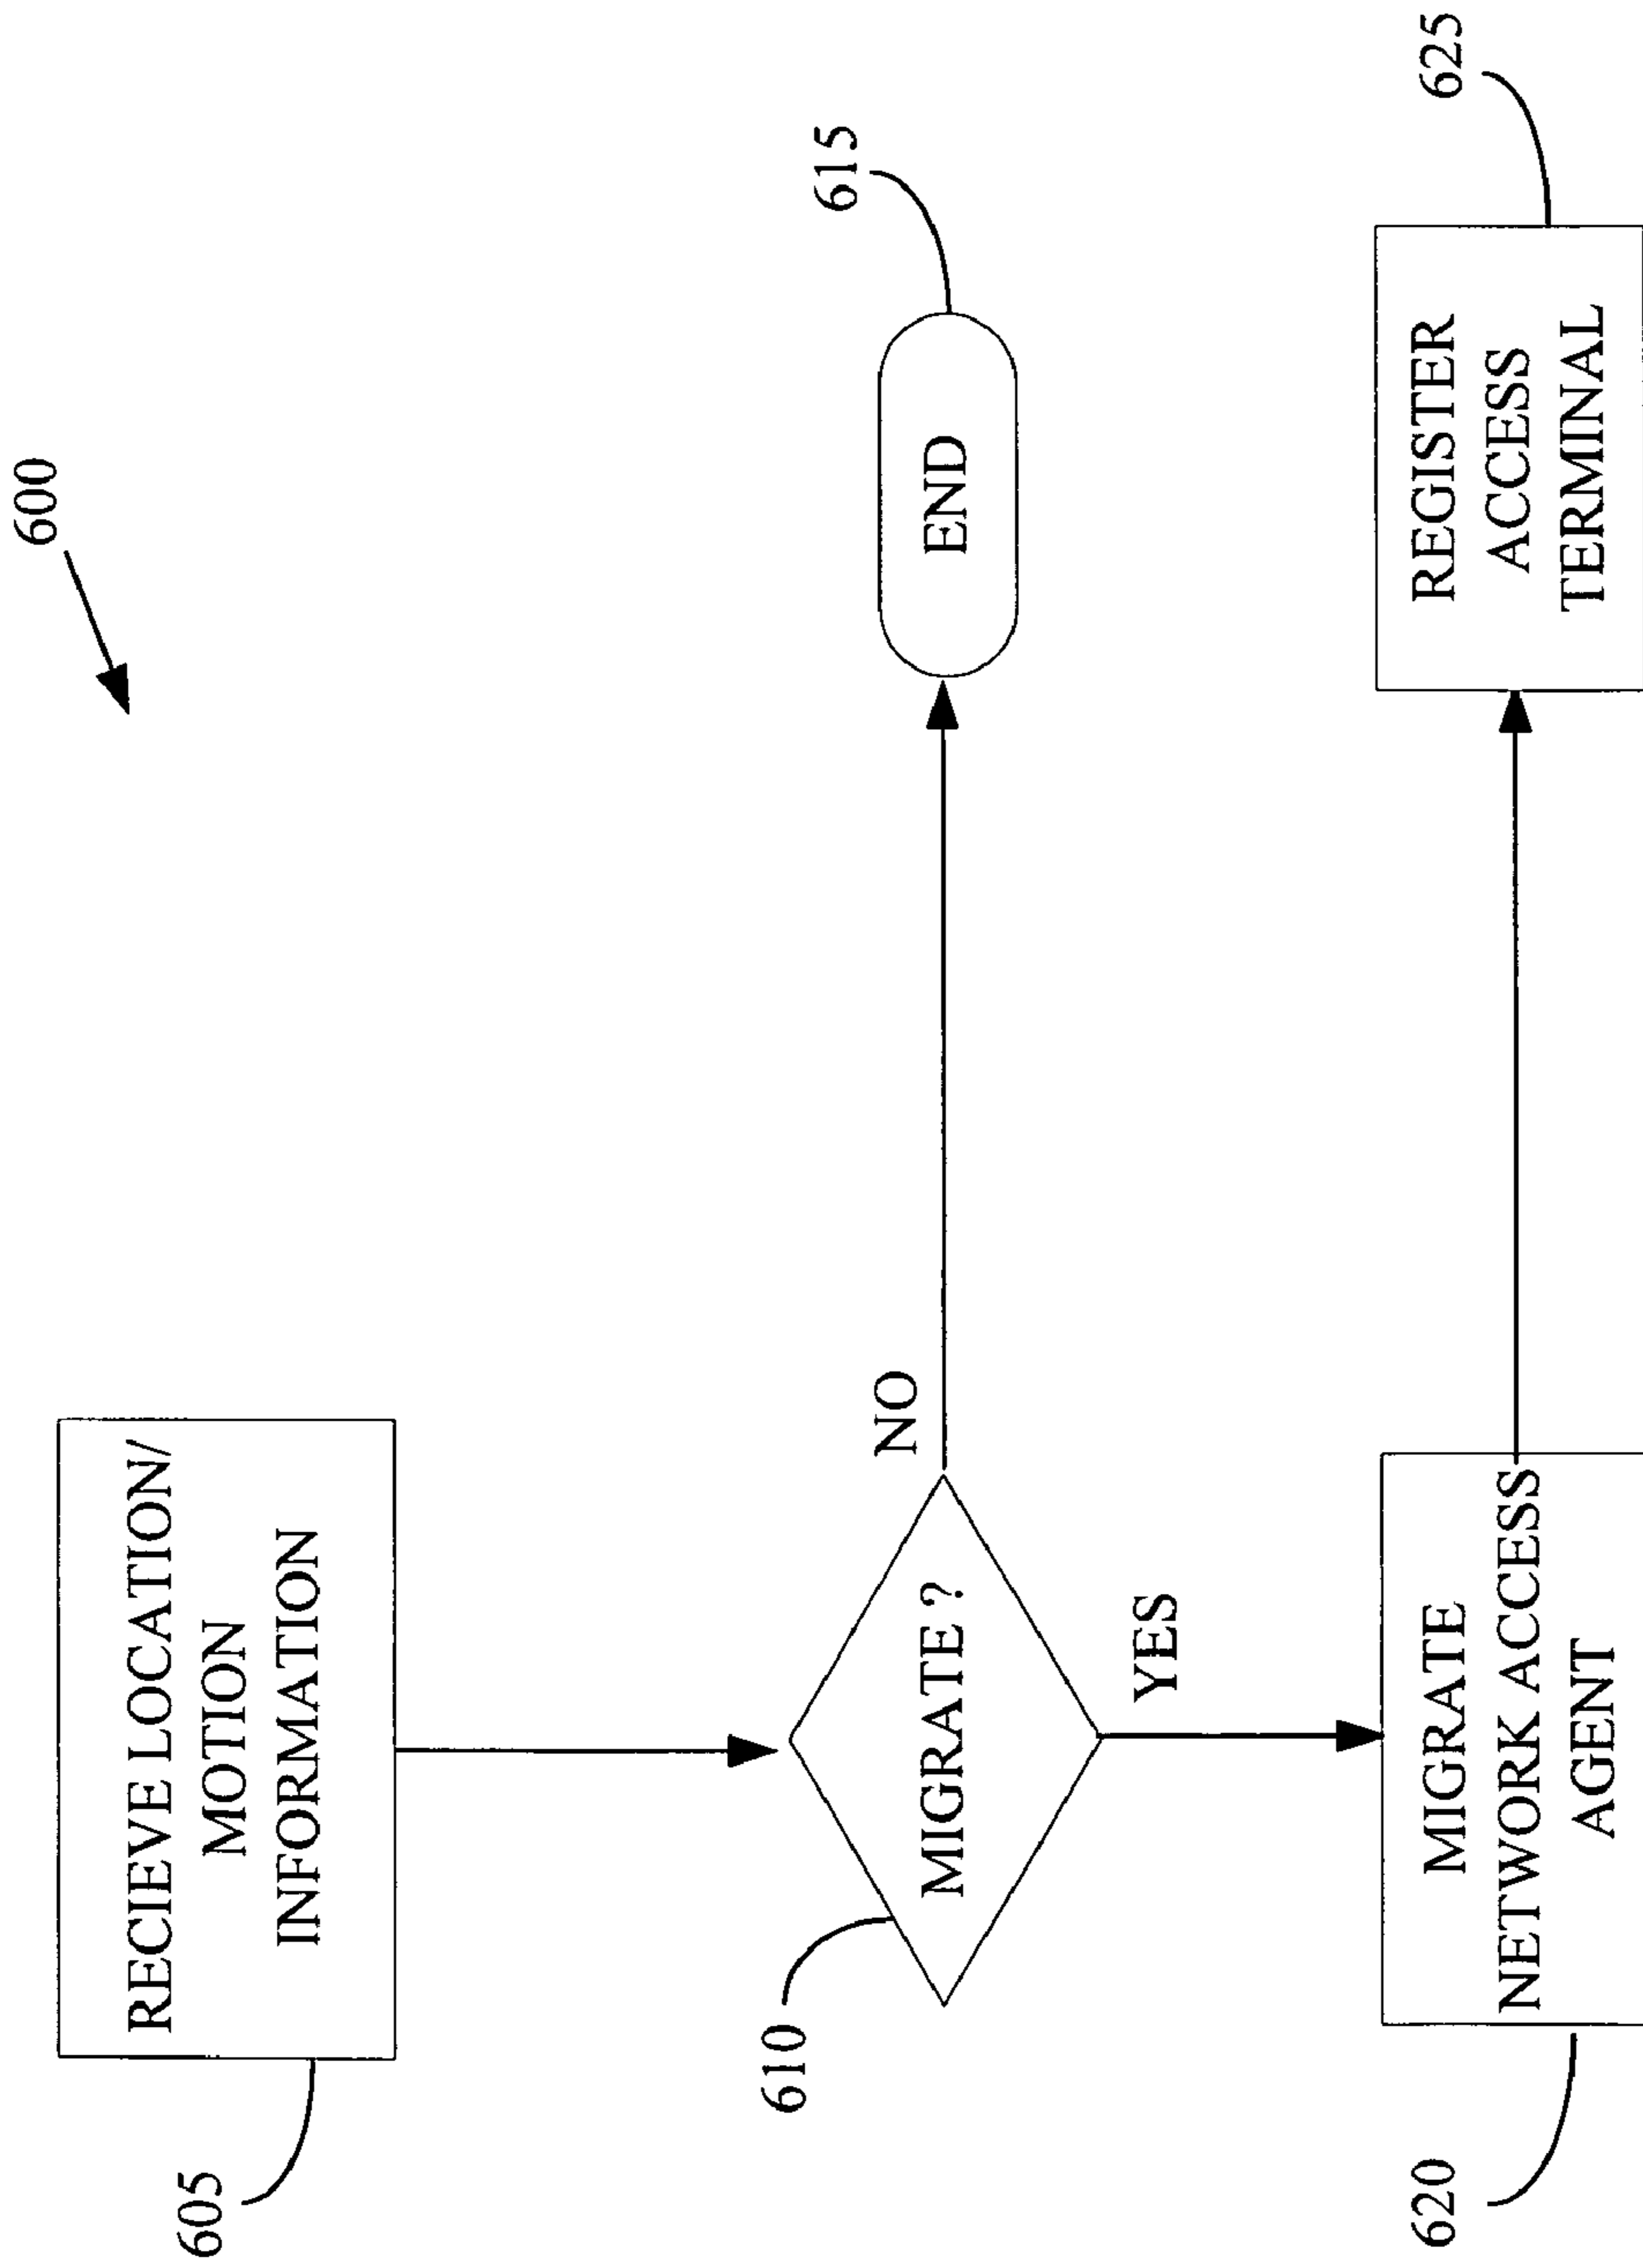 600
605
RECIEVE LOCATION/
MOTION
INFORMATION
610
MIGRATE ?
NO
END
615
YES
620
MIGRATE
NETWORK ACCESS
AGENT
REGISTER
ACCESS
TERMINAL
625